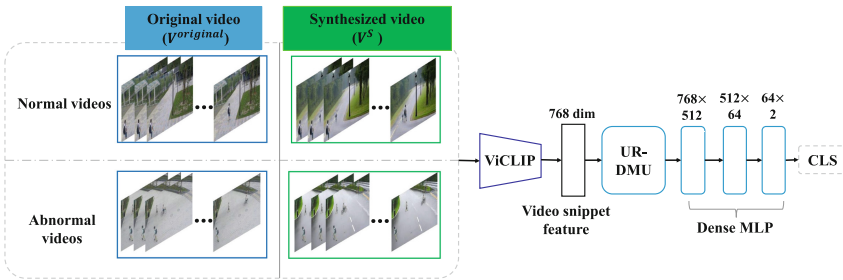 Original video
(V^original)
Synthesized video
(V^S)
Normal videos
•••
•••
Abnormal
videos
•••
•••
ViCLIP
768 dim
Video snippet
feature
UR-
DMU
768×
512
512×
64
64×
2
Dense MLP
CLS